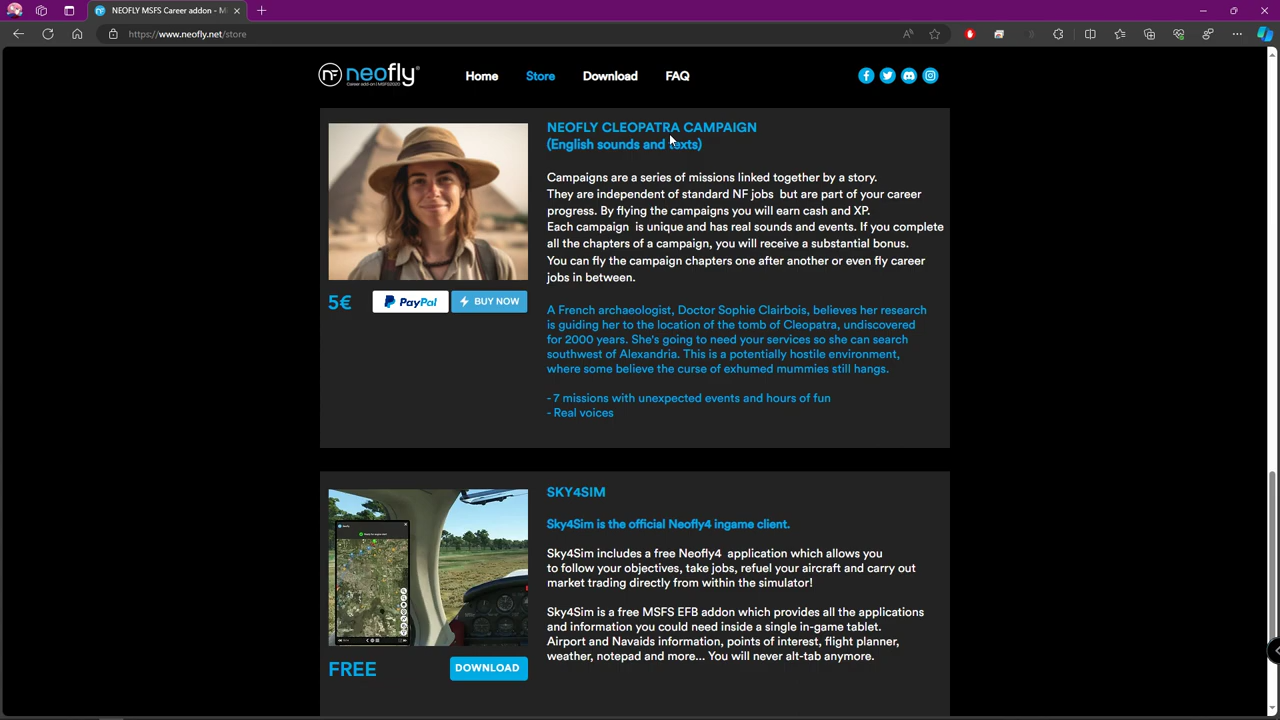 NEOFLY MSFS Career addon - M
https://www.neofly.net/store
neofly
Home
Store
Download
FAQ
NEOFLY CLEOPATRA CAMPAIGN
(English sounds and texts)
Campaigns are a series of missions linked together by a story.
They are independent of standard NF jobs but are part of your career
progress. By flying the campaigns you will earn cash and XP.
Each campaign is unique and has real sounds and events. If you complete
all the chapters of a campaign, you will receive a substantial bonus.
You can fly the campaign chapters one after another or even fly career
jobs in between.
5€
PayPal
BUY NOW
A French archaeologist, Doctor Sophie Clairbois, believes her research
is guiding her to the location of the tomb of Cleopatra, undiscovered
for 2000 years. She's going to need your services so she can search
southwest of Alexandria. This is a potentially hostile environment,
where some believe the curse of exhumed mummies still hangs.
- 7 missions with unexpected events and hours of fun
- Real voices
SKY4SIM
Sky4Sim is the official Neofly4 ingame client.
Sky4Sim includes a free Neofly4 application which allows you
to follow your objectives, take jobs, refuel your aircraft and carry out
market trading directly from within the simulator!
Sky4Sim is a free MSFS EFB addon which provides all the applications
and information you could need inside a single in-game tablet.
Airport and Navaids information, points of interest, flight planner,
weather, notepad and more... You will never alt-tab anymore.
FREE
DOWNLOAD